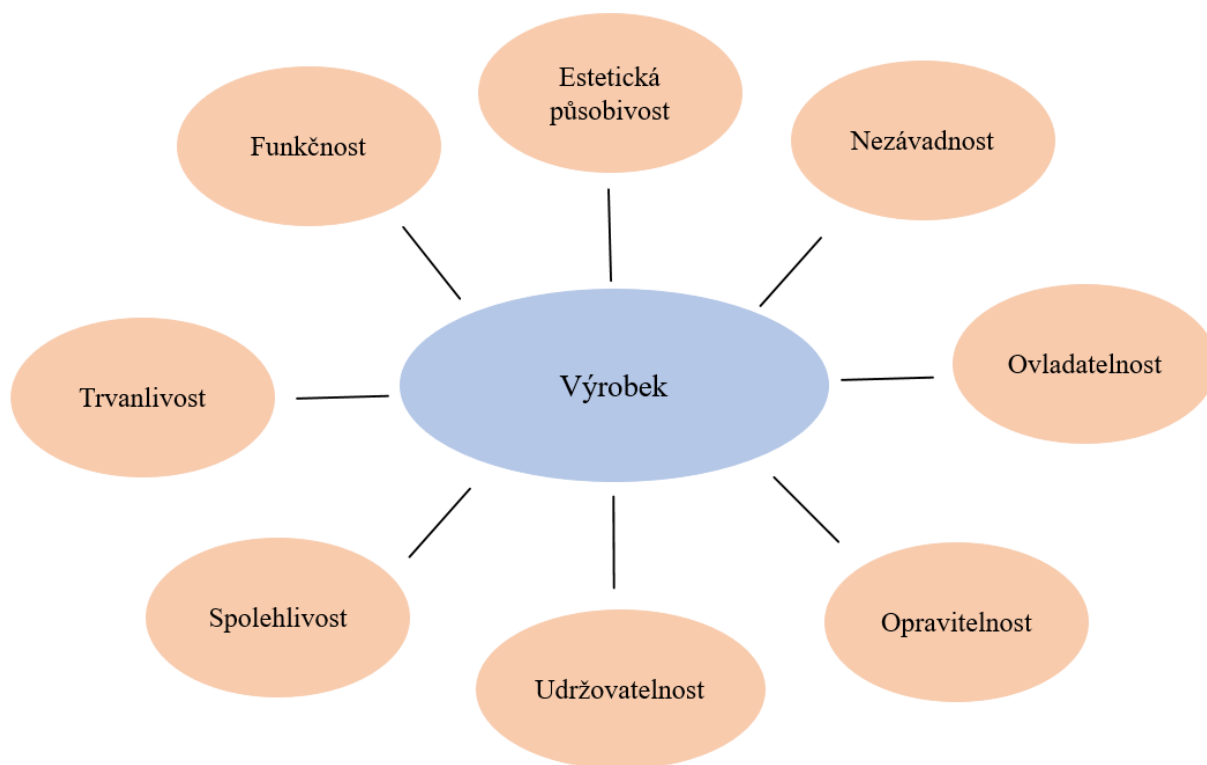 Estetická
působivost
Funkčnost
Nezávadnost
Trvanlivost
Výrobek
Ovladatelnost
Spolehlivost
Udržovatelnost
Opravitelnost